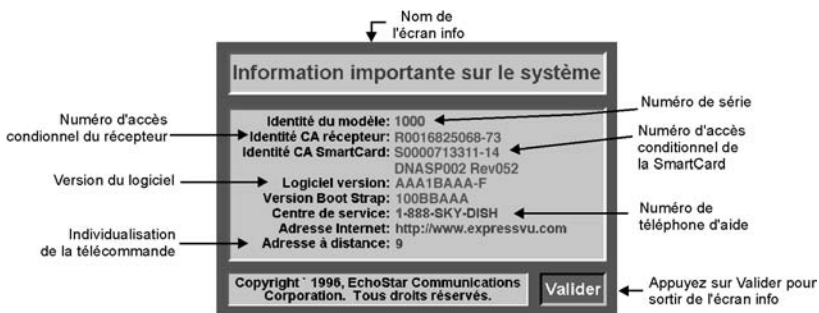 Nom de
l'écran info
Information importante sur le système
Numéro d'accès
condionnel du récepteur
Version du logiciel
Individualisation
de la télécommande
Identité du modèle: 1000
Identité CA récepteur: R0016825068-73
Identité CA SmartCard: S0000713311-14
DNASP002 Rev052
Logiciel version: AAA1BAAA-F
Version Boot Strap: 100BBAAA
Centre de service: 1-888-SKY-DISH
Adresse Internet: http://www.expressvu.com
Adresse à distance: 9
Numéro de série
Numéro d'accès
conditionnel de
la SmartCard
Numéro de
téléphone d'aide
Copyright ` 1996, EchoStar Communications
Corporation. Tous droits réservés.
Valider
Appuyez sur Valider pour
sortir de l'écran info